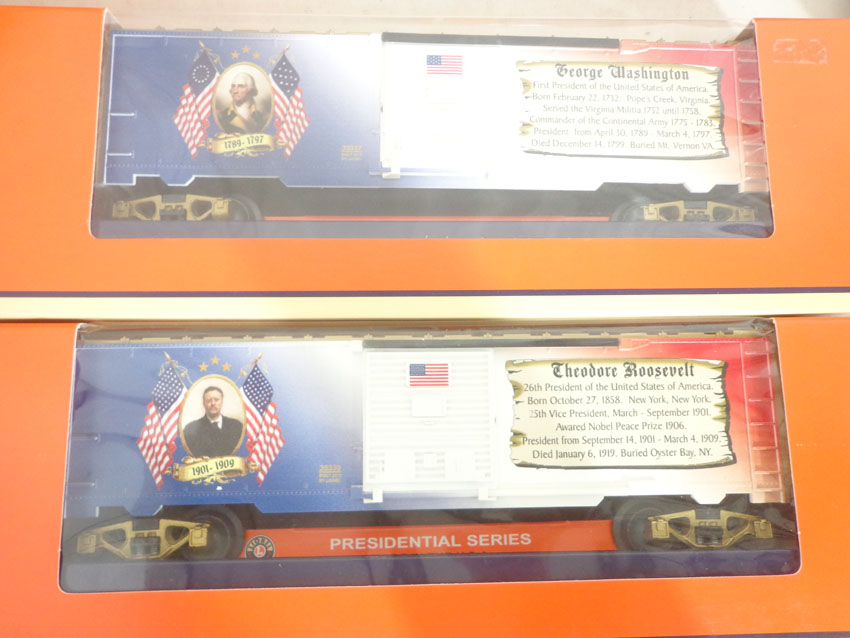 George Washington
First President of the United States of America.
Born February 22, 1732. Pope's Creek, Virginia.
Served the Virginia Militia 1752 until 1758.
Commander of the Continental Army 1775 - 1783.
President from April 30, 1789 - March 4, 1797.
Died December 14, 1799. Buried Mt. Vernon VA.
1789 - 1797
Theodore Roosevelt
26th President of the United States of America.
Born October 27, 1858. New York, New York.
25th Vice President, March - September 1901.
Awarded Nobel Peace Prize 1906.
President from September 14, 1901 - March 4, 1909.
Died January 6, 1919. Buried Oyster Bay, NY.
1901 - 1909
LIONEL
PRESIDENTIAL SERIES